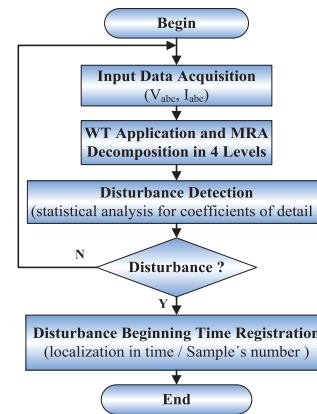 Begin
Input Data Acquisition
(Vabc, Iabc)
WT Application and MRA
Decomposition in 4 Levels
Disturbance Detection
(statistical analysis for coefficients of detail
Disturbance ?
N
Y
Disturbance Beginning Time Registration
(localization in time / Sample´s number )
End